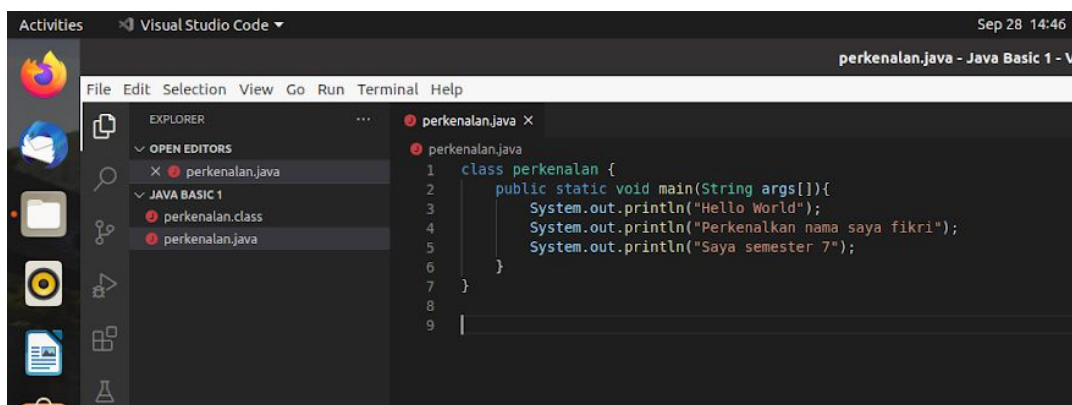 Activities Visual Studio Code Sep 28 14:46
perkenalan.java - Java Basic 1 - V
File Edit Selection View Go Run Terminal Help
EXPLORER
OPEN EDITORS
perkenalan.java
JAVA BASIC 1
perkenalan.class
perkenalan.java
perkenalan.java
perkenalan.java
1 class perkenalan {
2 public static void main(String args[]){
3 System.out.println("Hello World");
4 System.out.println("Perkenalkan nama saya fikri");
5 System.out.println("Saya semester 7");
6 }
7 }
8
9